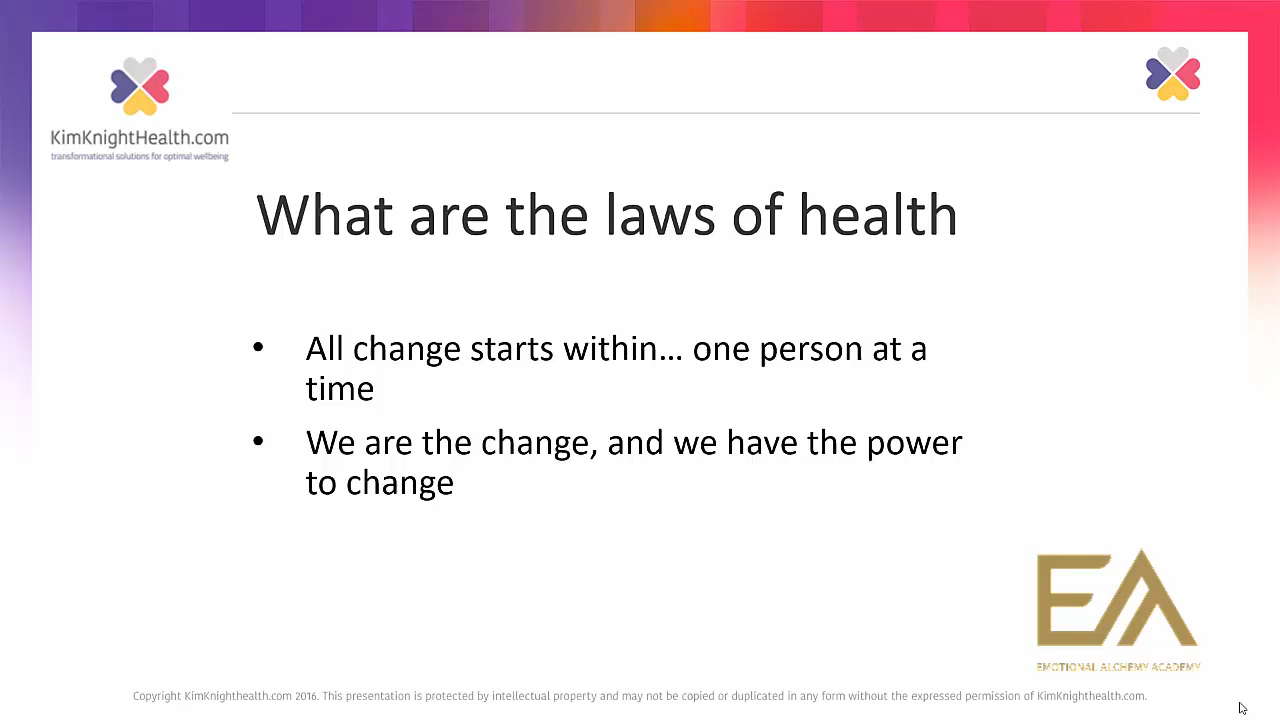 KimKnightHealth.com
transformational solutions for optimal wellbeing
What are the laws of health
• All change starts within... one person at a
time
• We are the change, and we have the power
to change
EA
EMOTIONAL ALCHEMY ACADEMY
Copyright KimKnighthealth.com 2016. This presentation is protected by intellectual property and may not be copied or duplicated in any form without the expressed permission of KimKnighthealth.com.